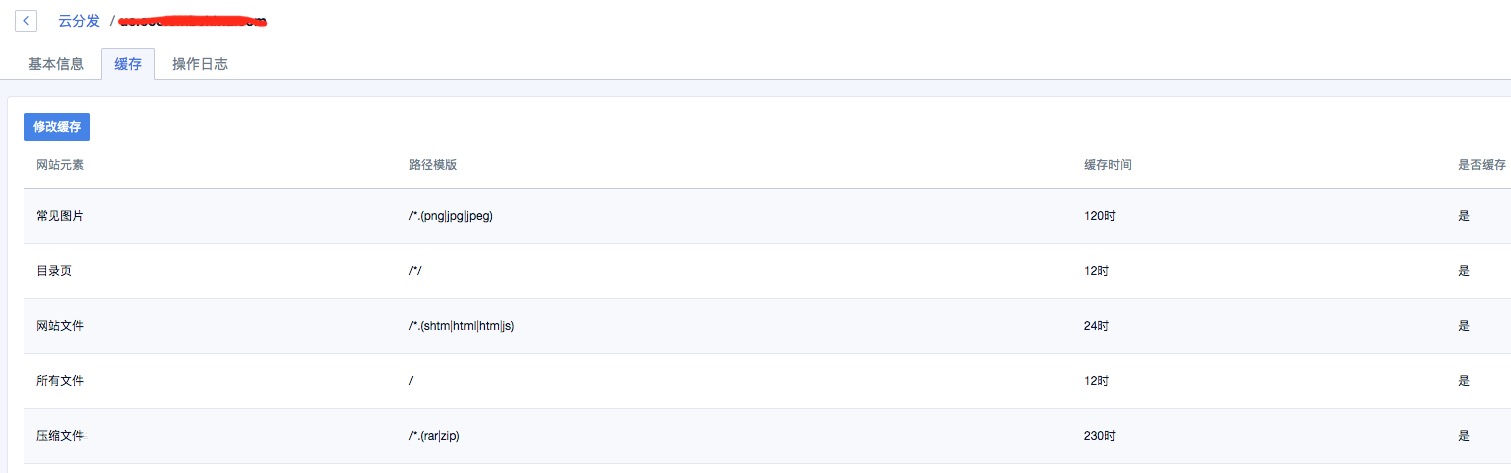 云分发 /
基本信息 缓存 操作日志
修改缓存
网站元素 路径模版 缓存时间 是否缓存
常见图片 /*.(png|jpg|jpeg) 120时 是
目录页 /*/ 12时 是
网站文件 /*.(shtm|html|htm|js) 24时 是
所有文件 / 12时 是
压缩文件 /*.(rar|zip) 230时 是